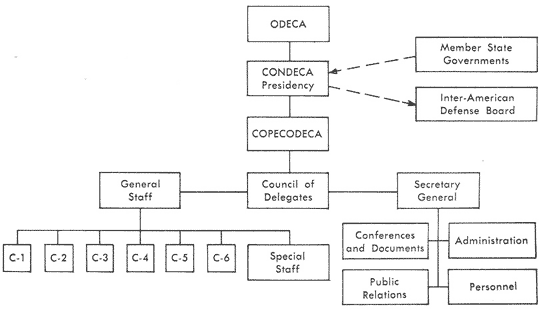 ODECA
CONDECA
Presidency
Member State
Governments
Inter-American
Defense Board
COPECODECA
General
Staff
Council of
Delegates
Secretary
General
C-1
C-2
C-3
C-4
C-5
C-6
Special
Staff
Conferences
and Documents
Administration
Public
Relations
Personnel